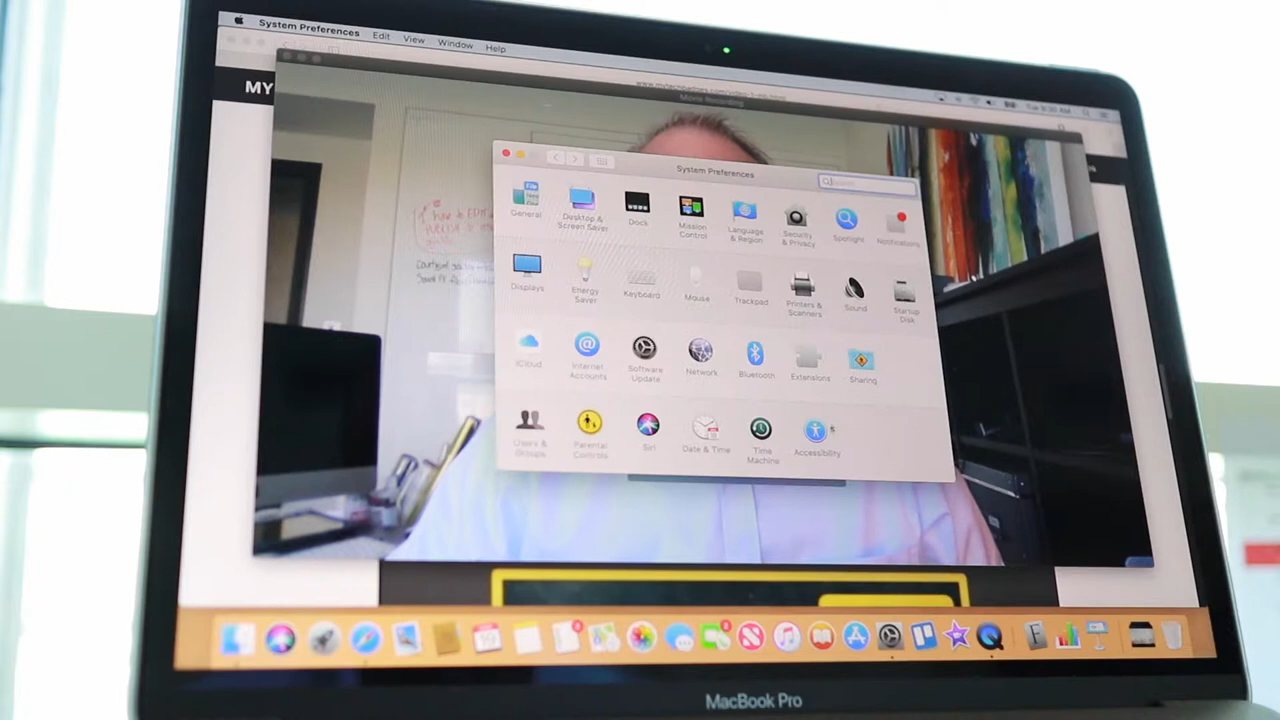 System Preferences Edit View Window Help
MY
Movie Recording
System Preferences
General
Desktop &
Screen Saver
Dock
Mission
Control
Language
& Region
Security
& Privacy
Spotlight
Notifications
Displays
Energy
Saver
Keyboard
Mouse
Trackpad
Printers &
Scanners
Sound
Startup
Disk
iCloud
Internet
Accounts
Software
Update
Network
Bluetooth
Extensions
Sharing
Users &
Groups
Parental
Controls
Siri
Date & Time
Time
Machine
Accessibility
MacBook Pro